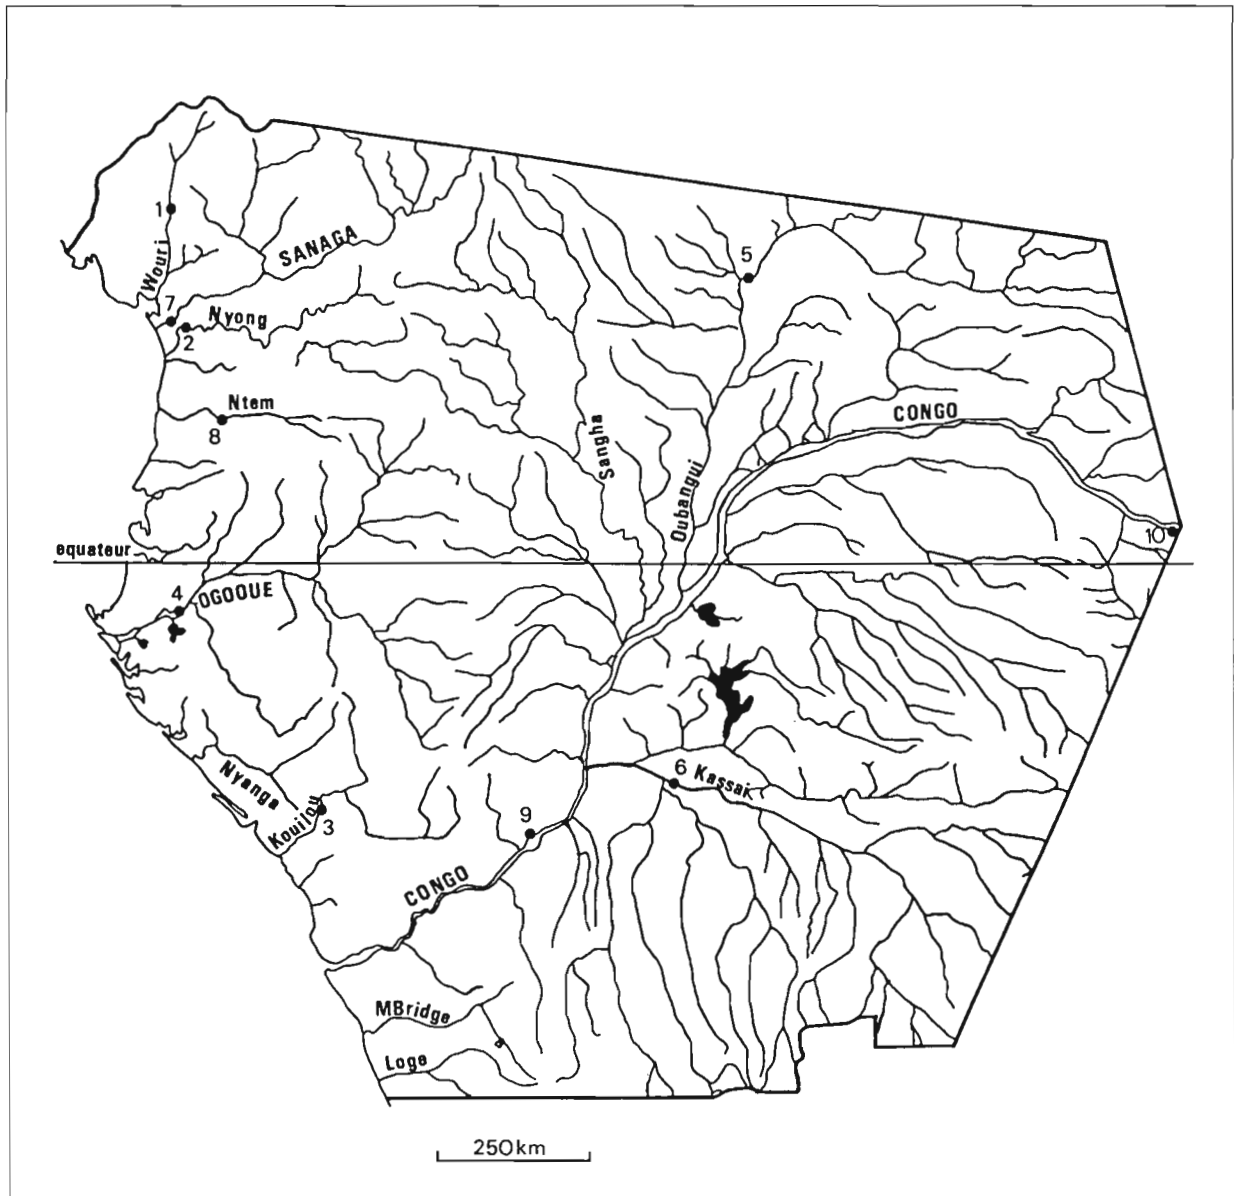 1
Wouri
SANAGA
5
7
Nyong
2
Ntem
8
Sangha
CONGO
Oubangui
10
equateur
4
OGOOUE
6
Kassai
Nyanga
Kouilou
3
9
CONGO
MBridge
Loge
250km